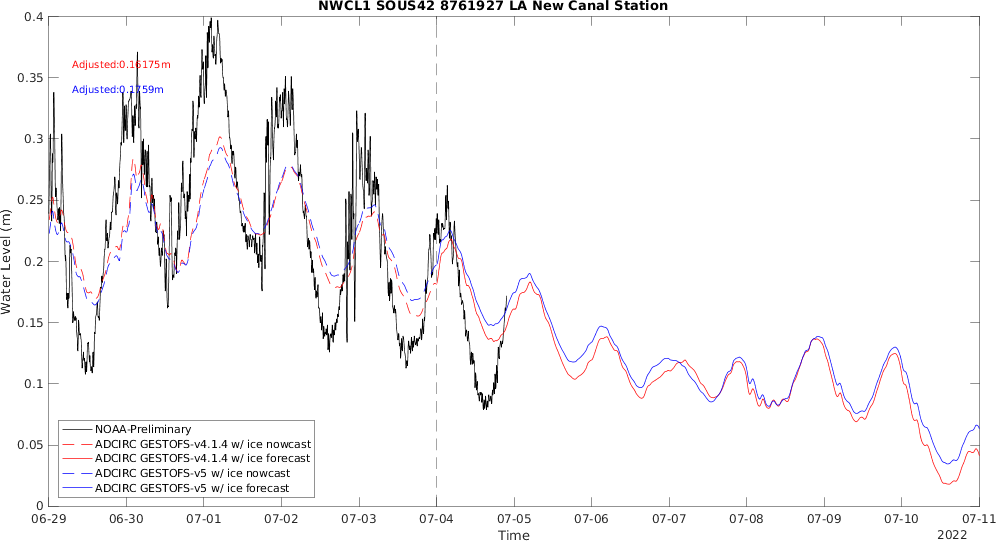 NWCL1 SOUS42 8761927 LA New Canal Station
0.4
0.35
0.3
0.25
0.2
0.15
0.1
0.05
0
Water Level (m)
Adjusted:0.16175m
Adjusted:0.1759m
NOAA-Preliminary
ADCIRC GESTOFS-v4.1.4 w/ ice nowcast
ADCIRC GESTOFS-v4.1.4 w/ ice forecast
ADCIRC GESTOFS-v5 w/ ice nowcast
ADCIRC GESTOFS-v5 w/ ice forecast
06-29 06-30 07-01 07-02 07-03 07-04 07-05 07-06 07-07 07-08 07-09 07-10 07-11
Time
2022